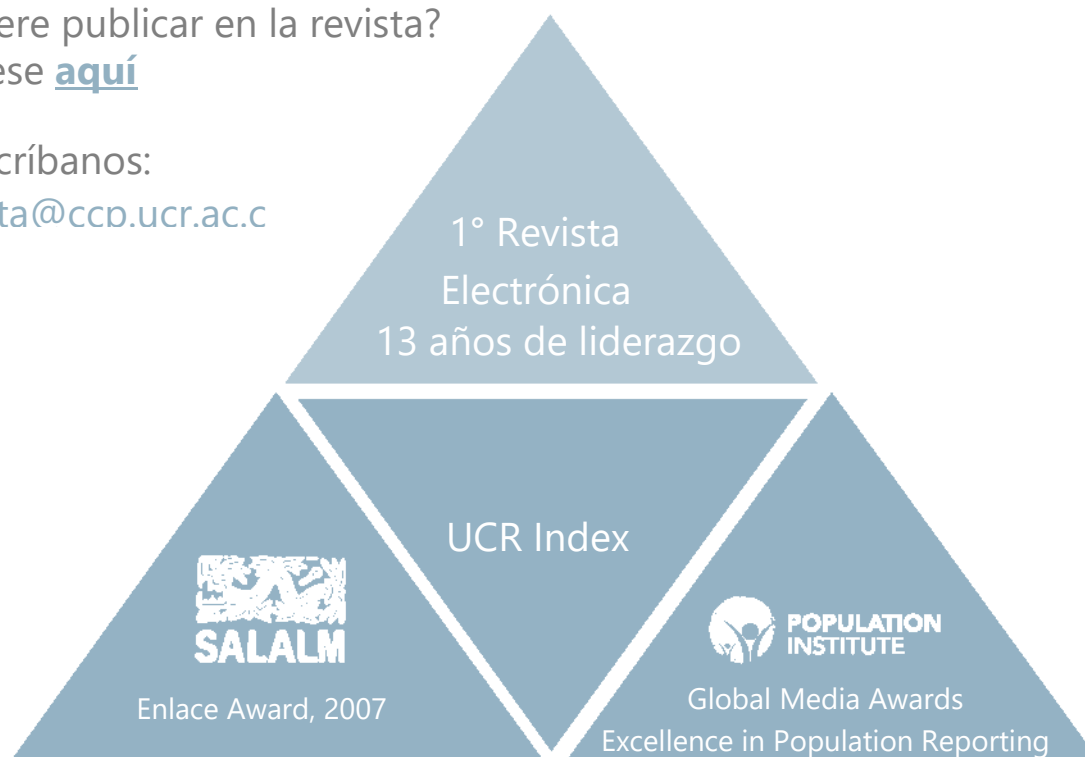 ere publicar en la revista?
ese aquí
críbanos:
ta@ccp.ucr.ac.c
1° Revista
Electrónica
13 años de liderazgo
UCR Index
SALALM
Enlace Award, 2007
POPULATION
INSTITUTE
Global Media Awards
Excellence in Population Reporting